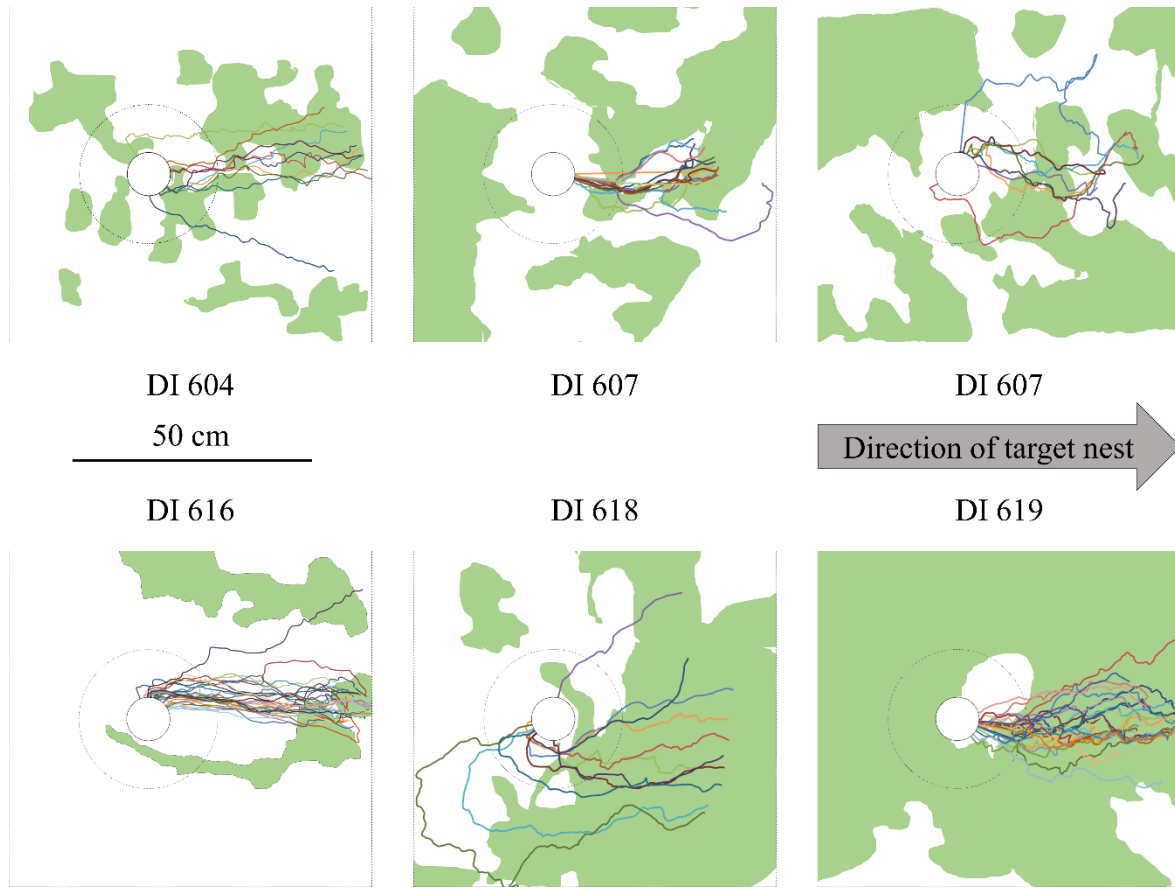 DI 604
DI 607
DI 607
50 cm
Direction of target nest
DI 616
DI 618
DI 619